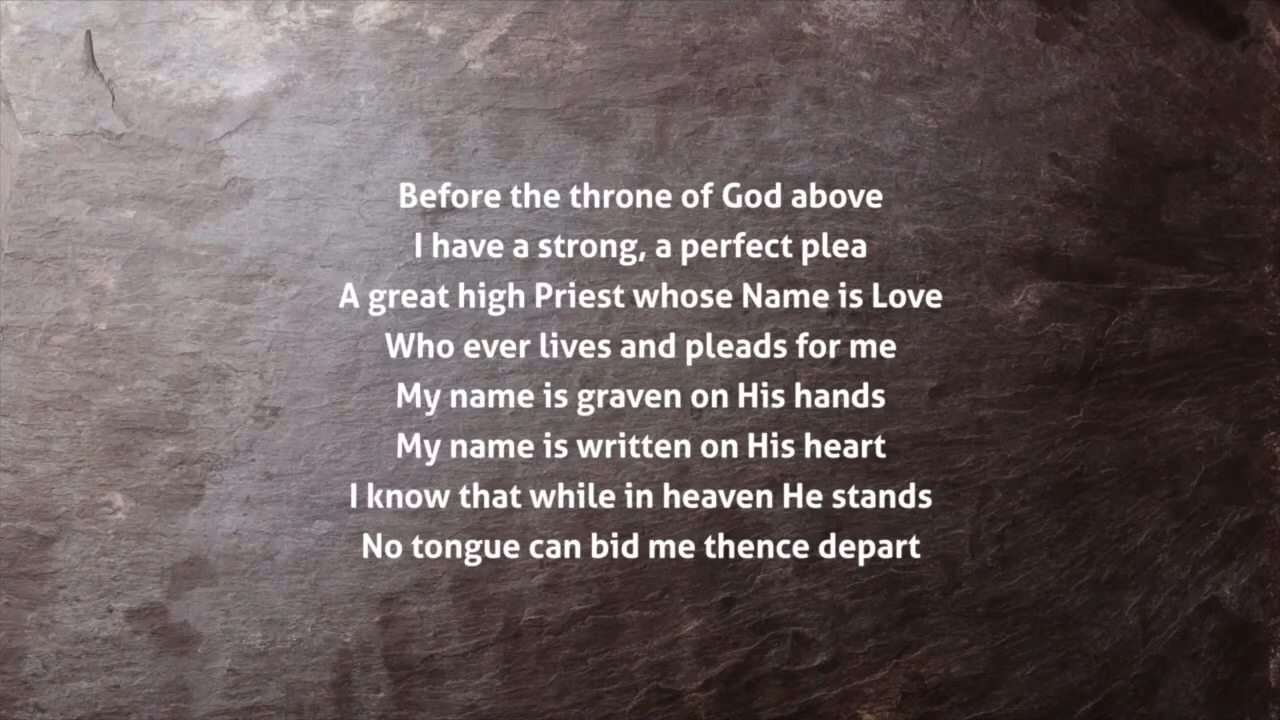 Before the throne of God above
I have a strong, a perfect plea
A great high Priest whose Name is Love
Who ever lives and pleads for me
My name is graven on His hands
My name is written on His heart
I know that while in heaven He stands
No tongue can bid me thence depart